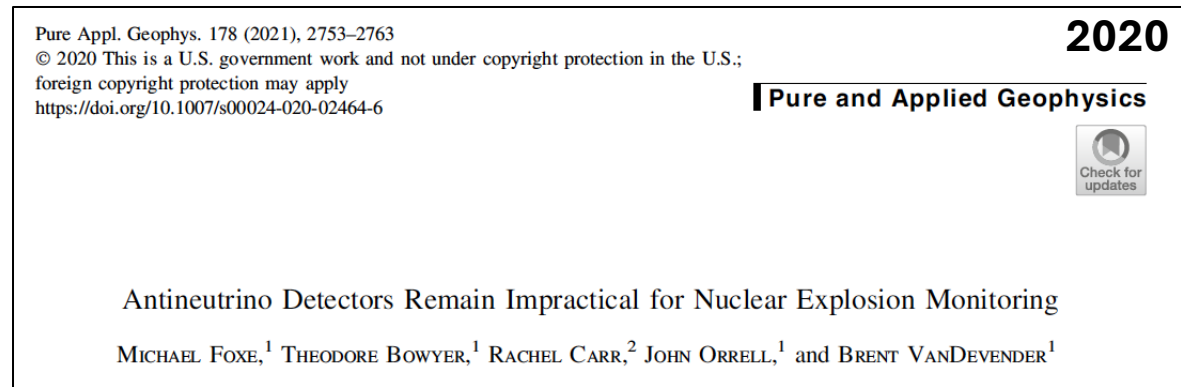 Pure Appl. Geophys. 178 (2021), 2753–2763
© 2020 This is a U.S. government work and not under copyright protection in the U.S.;
foreign copyright protection may apply
https://doi.org/10.1007/s00024-020-02464-6
2020
Pure and Applied Geophysics
Check for
updates
Antineutrino Detectors Remain Impractical for Nuclear Explosion Monitoring
MICHAEL FOXE,1 THEODORE BOWYER,1 RACHEL CARR,2 JOHN ORRELL,1 and BRENT VANDEVENDER1